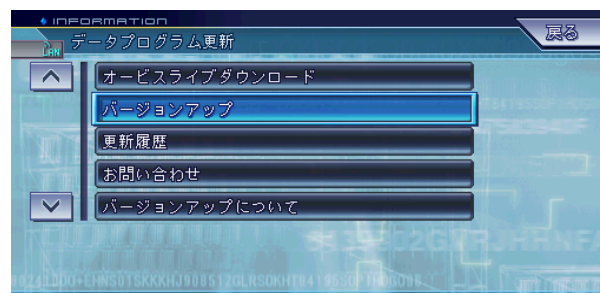 INFORMATION
戻る
LAN
データプログラム更新
オービスライブダウンロード
バージョンアップ
更新履歴
お問い合わせ
バージョンアップについて